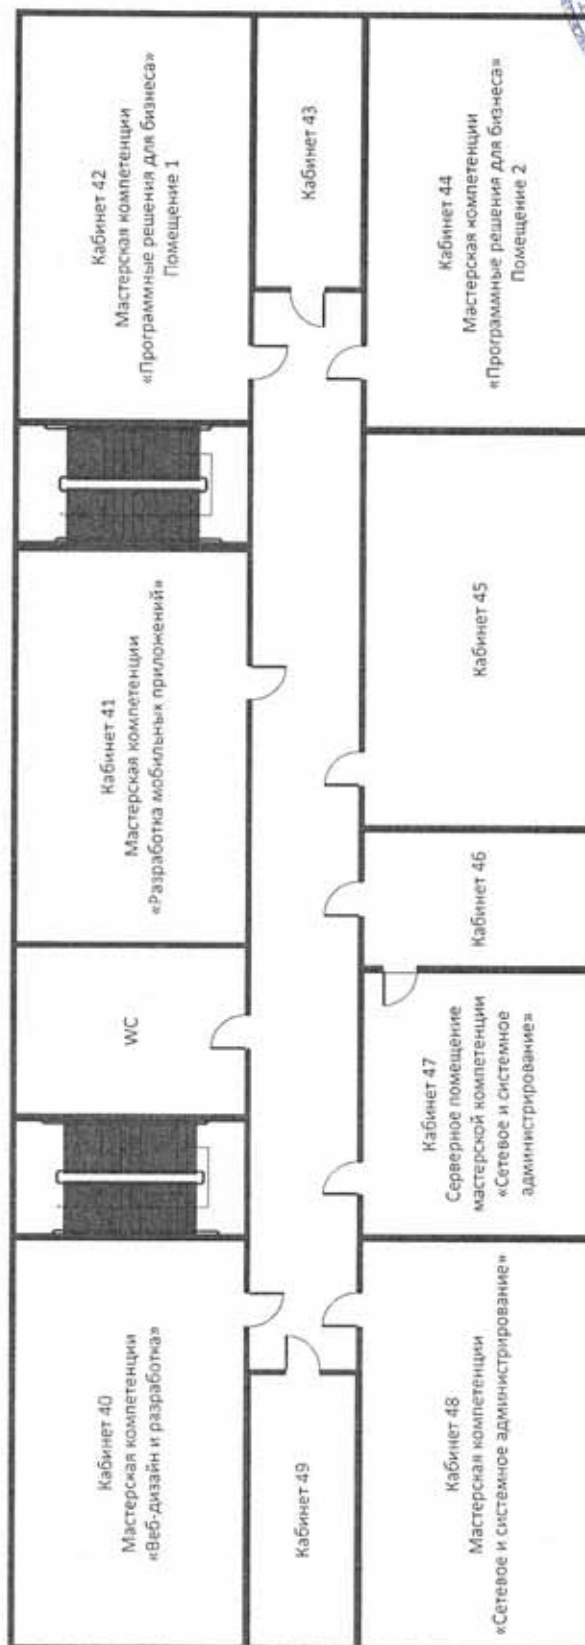 Кабинет 40
Мастерская компетенции
«Веб-дизайн и разработка»
WC
Кабинет 41
Мастерская компетенции
«Разработка мобильных приложений»
Кабинет 42
Мастерская компетенции
«Программные решения для бизнеса»
Помещение 1
Кабинет 49
Кабинет 43
Кабинет 48
Мастерская компетенции
«Сетевое и системное администрирование»
Кабинет 47
Серверное помещение
мастерской компетенции
«Сетевое и системное
администрирование»
Кабинет 46
Кабинет 45
Кабинет 44
Мастерская компетенции
«Программные решения для бизнеса»
Помещение 2